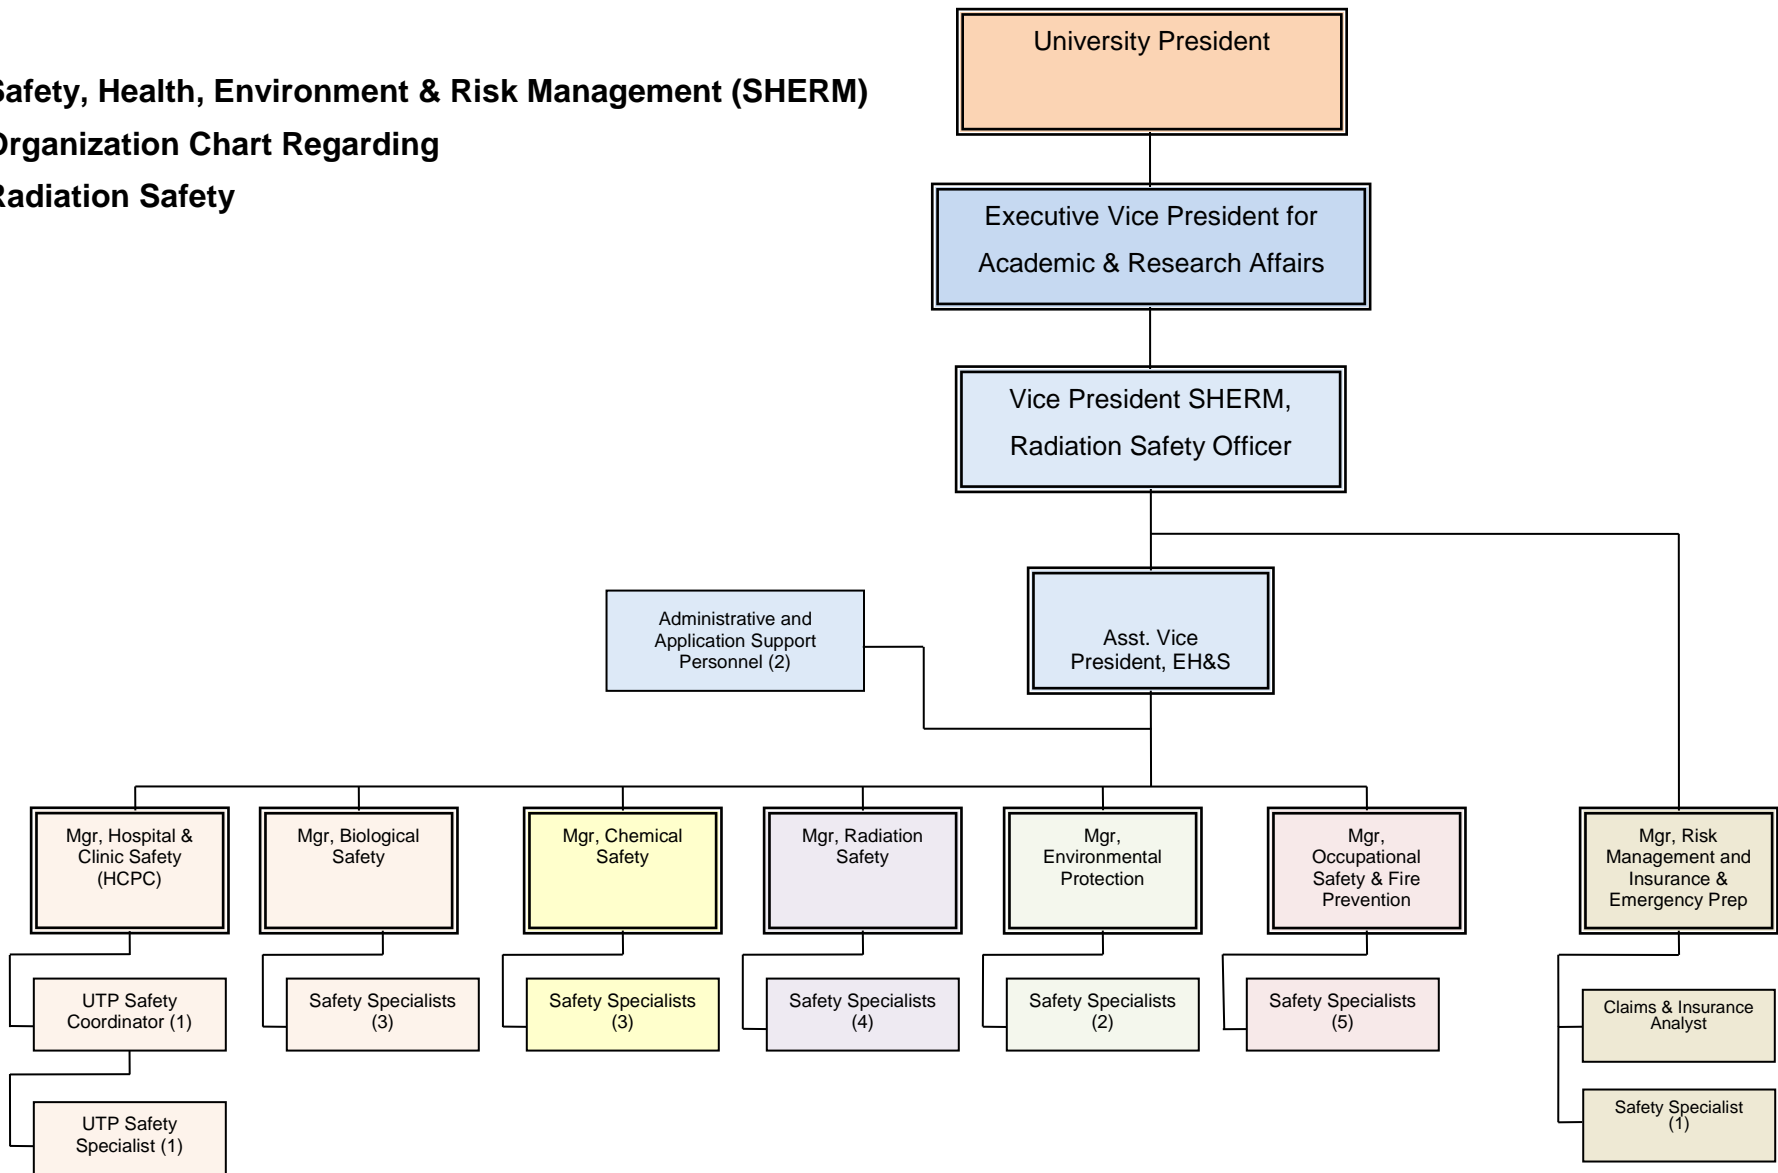 University President
Safety, Health, Environment & Risk Management (SHERM)
Organization Chart Regarding
Radiation Safety
Executive Vice President for
Academic & Research Affairs
Vice President SHERM,
Radiation Safety Officer
Administrative and
Application Support
Personnel (2)
Asst. Vice
President, EH&S
Mgr, Hospital &
Clinic Safety
(HCPC)
Mgr, Biological
Safety
Mgr, Chemical
Safety
Mgr, Radiation
Safety
Mgr,
Environmental
Protection
Mgr,
Occupational
Safety & Fire
Prevention
Mgr, Risk
Management and
Insurance &
Emergency Prep
UTP Safety
Coordinator (1)
Safety Specialists
(3)
Safety Specialists
(3)
Safety Specialists
(4)
Safety Specialists
(2)
Safety Specialists
(5)
Claims & Insurance
Analyst
UTP Safety
Specialist (1)
Safety Specialist
(1)